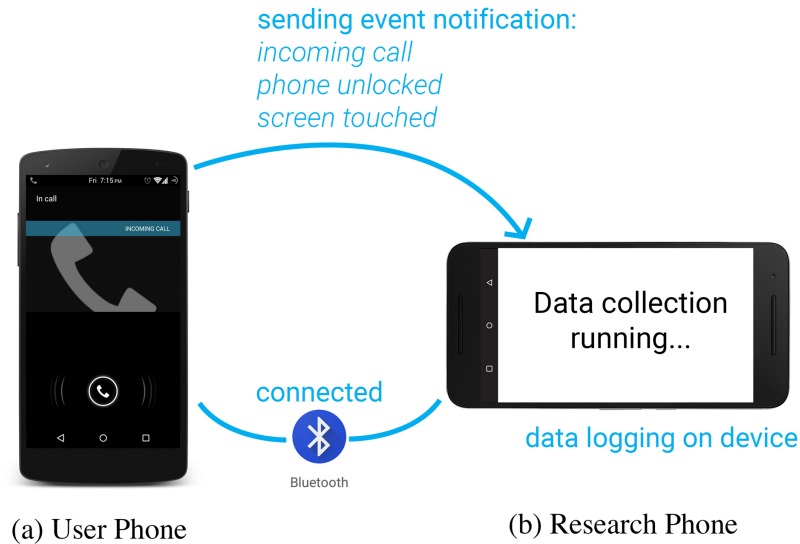 sending event notification:
incoming call
phone unlocked
screen touched
Fri 7:15 PM
In call
INCOMING CALL
Data collection
running...
connected
Bluetooth
data logging on device
(a) User Phone
(b) Research Phone